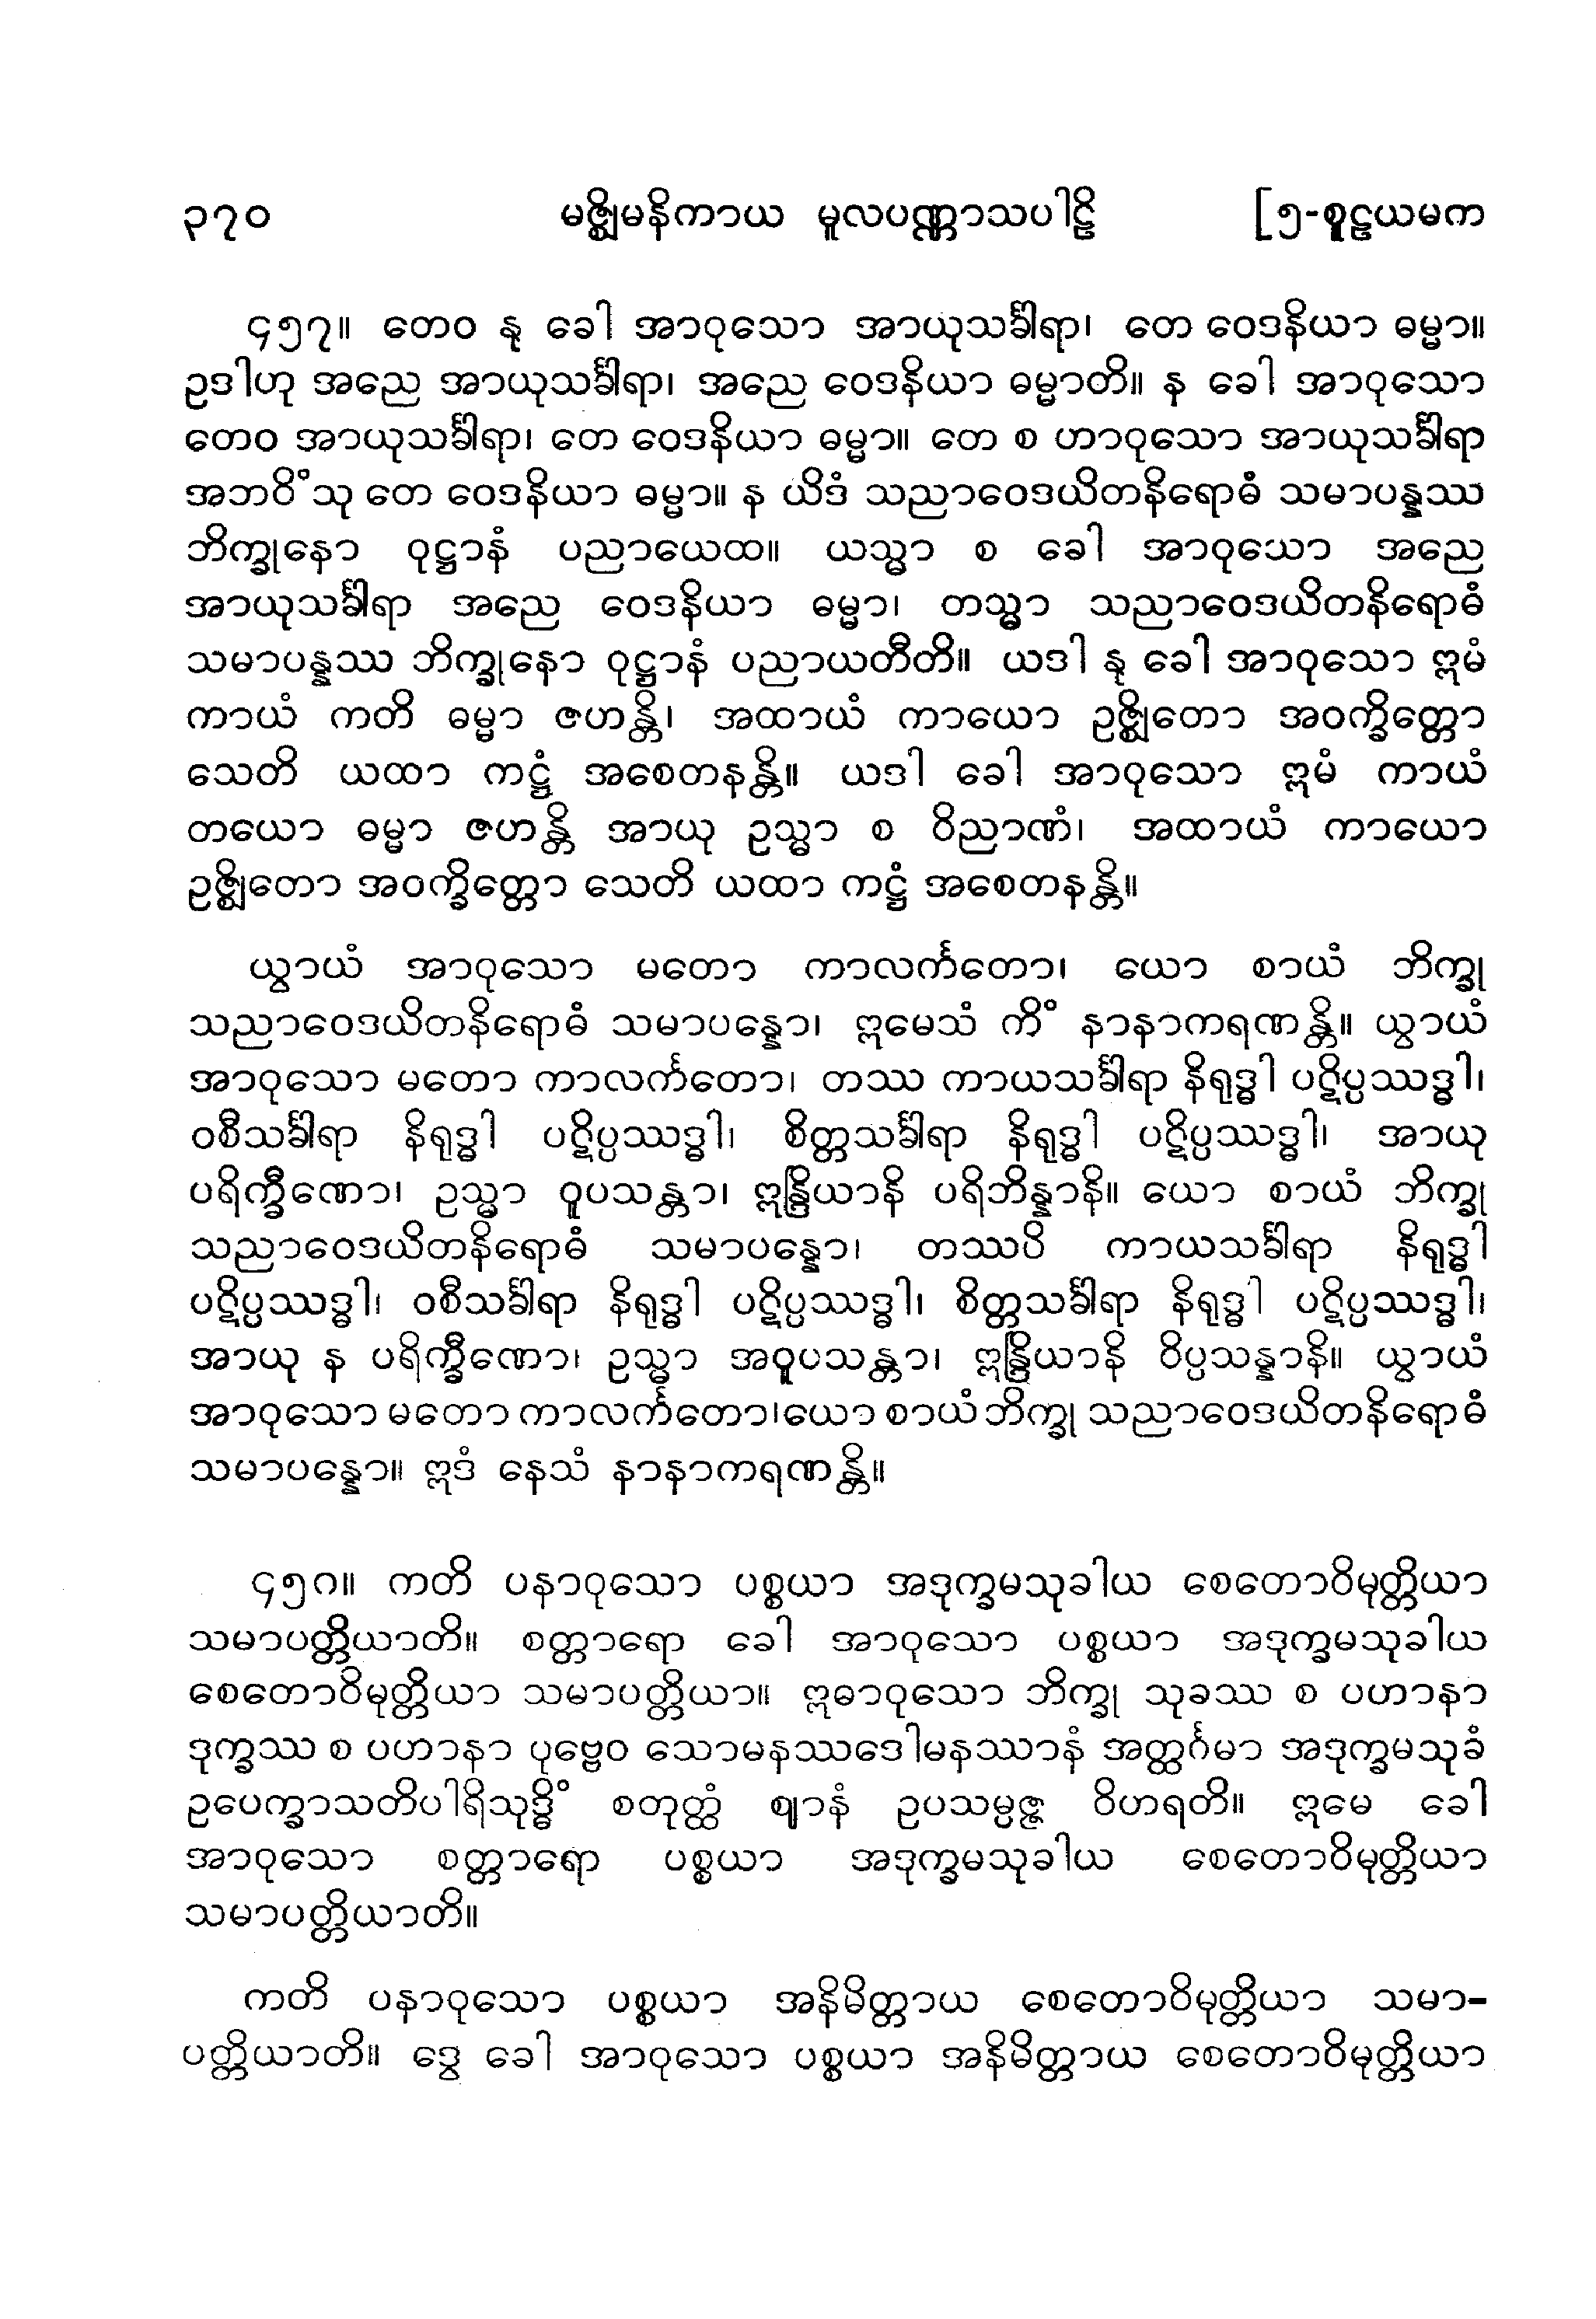 ၃၇၀ မဇ္ဈိမနိကာယ မူလပဏ္ဏာသပါဠိ [၅-စူဠယမက
၄၅၇။ တေဝ နု ခေါ အာဝုသော အာယုသင်္ခါရာ၊ တေ ဝေဒနိယာ ဓမ္မာ။
ဥဒါဟု အညေ အာယုသင်္ခါရာ၊ အညေ ဝေဒနိယာ ဓမ္မာတိ။ န ခေါ အာဝုသော
တေဝ အာယုသင်္ခါရာ၊ တေ ဝေဒနိယာ ဓမ္မာ။ တေ စ ဟာဝုသော အာယုသင်္ခါရာ
အဘဝိံသု တေ ဝေဒနိယာ ဓမ္မာ။ န ယိဒံ သညာဝေဒယိတနိရောဓံ သမာပန္နဿ
ဘိက္ခုနော ဝုဋ္ဌာနံ ပညာယေထ။ ယသ္မာ စ ခေါ အာဝုသော အညေ
အာယုသင်္ခါရာ အညေ ဝေဒနိယာ ဓမ္မာ၊ တသ္မာ သညာဝေဒယိတနိရောဓံ
သမာပန္နဿ ဘိက္ခုနော ဝုဋ္ဌာနံ ပညာယတီတိ။ ယဒါ နု ခေါ အာဝုသော ဣမံ
ကာယံ ကတိ ဓမ္မာ ဇဟန္တိ၊ အထာယံ ကာယော ဥဇ္ဈိတော အဝက္ခိတ္တော
သေတိ ယထာ ကဋ္ဌံ အစေတနန္တိ။ ယဒါ ခေါ အာဝုသော ဣမံ ကာယံ
တယော ဓမ္မာ ဇဟန္တိ အာယု ဥသ္မာ စ ဝိညာဏံ၊ အထာယံ ကာယော
ဥဇ္ဈိတော အဝက္ခိတ္တော သေတိ ယထာ ကဋ္ဌံ အစေတနန္တိ။
ယွာယံ အာဝုသော မတော ကာလင်္ကတော၊ ယော စာယံ ဘိက္ခု
သညာဝေဒယိတနိရောဓံ သမာပန္နော၊ ဣမေသံ ကိံ နာနာကရဏန္တိ။ ယွာယံ
အာဝုသော မတော ကာလင်္ကတော၊ တဿ ကာယသင်္ခါရာ နိရုဒ္ဓါ ပဋိပ္ပဿဒ္ဓါ၊
ဝစီသင်္ခါရာ နိရုဒ္ဓါ ပဋိပ္ပဿဒ္ဓါ၊ စိတ္တသင်္ခါရာ နိရုဒ္ဓါ ပဋိပ္ပဿဒ္ဓါ၊ အာယု
ပရိက္ခီဏော၊ ဥသ္မာ ဝူပသန္တာ၊ ဣန္ဒြိယာနိ ပရိဘိန္နာနိ။ ယော စာယံ ဘိက္ခု
သညာဝေဒယိတနိရောဓံ သမာပန္နော၊ တဿပိ ကာယသင်္ခါရာ နိရုဒ္ဓါ
ပဋိပ္ပဿဒ္ဓါ၊ ဝစီသင်္ခါရာ နိရုဒ္ဓါ ပဋိပ္ပဿဒ္ဓါ၊ စိတ္တသင်္ခါရာ နိရုဒ္ဓါ ပဋိပ္ပဿဒ္ဓါ၊
အာယု န ပရိက္ခီဏော၊ ဥသ္မာ အဝူပသန္တာ၊ ဣန္ဒြိယာနိ ဝိပ္ပသန္နာနိ။ ယွာယံ
အာဝုသော မတော ကာလင်္ကတော၊ ယော စာယံ ဘိက္ခု သညာဝေဒယိတနိရောဓံ
သမာပန္နော။ ဣဒံ နေသံ နာနာကရဏန္တိ။
၄၅၈။ ကတိ ပနာဝုသော ပစ္စယာ အဒုက္ခမသုခါယ စေတောဝိမုတ္တိယာ
သမာပတ္တိယာတိ။ စတ္တာရော ခေါ အာဝုသော ပစ္စယာ အဒုက္ခမသုခါယ
စေတောဝိမုတ္တိယာ သမာပတ္တိယာ။ ဣဓာဝုသော ဘိက္ခု သုခဿ စ ပဟာနာ
ဒုက္ခဿ စ ပဟာနာ ပုဗ္ဗေဝ သောမနဿဒေါမနဿာနံ အတ္ထင်္ဂမာ အဒုက္ခမသုခံ
ဥပေက္ခာသတိပါရိသုဒ္ဓိံ စတုတ္ထံ ဈာနံ ဥပသမ္ပဇ္ဇ ဝိဟရတိ။ ဣမေ ခေါ
အာဝုသော စတ္တာရော ပစ္စယာ အဒုက္ခမသုခါယ စေတောဝိမုတ္တိယာ
သမာပတ္တိယာတိ။
ကတိ ပနာဝုသော ပစ္စယာ အနိမိတ္တာယ စေတောဝိမုတ္တိယာ သမာ-
ပတ္တိယာတိ။ ဒွေ ခေါ အာဝုသော ပစ္စယာ အနိမိတ္တာယ စေတောဝိမုတ္တိယာ